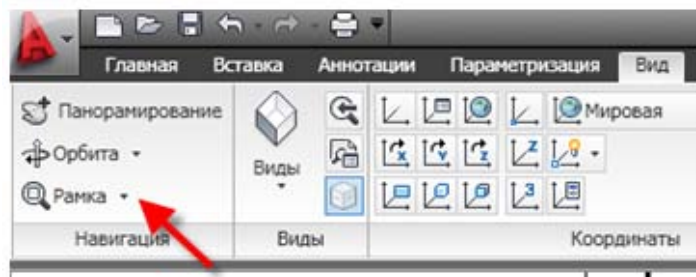 Главная Вставка Аннотации Параметризация Вид
Панорамирование
Орбита
Рамка
Навигация
Виды
Виды
Мировая
Координаты